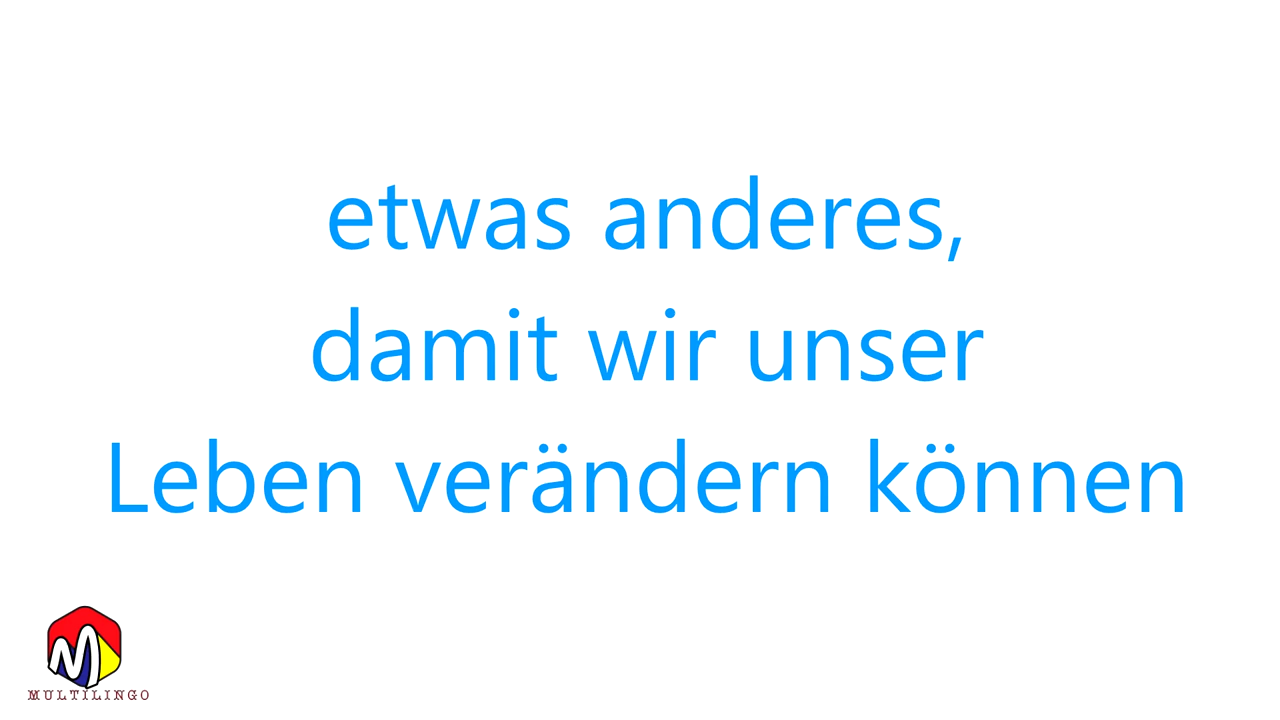 etwas anderes,
damit wir unser
Leben verändern können
MULTILINGO